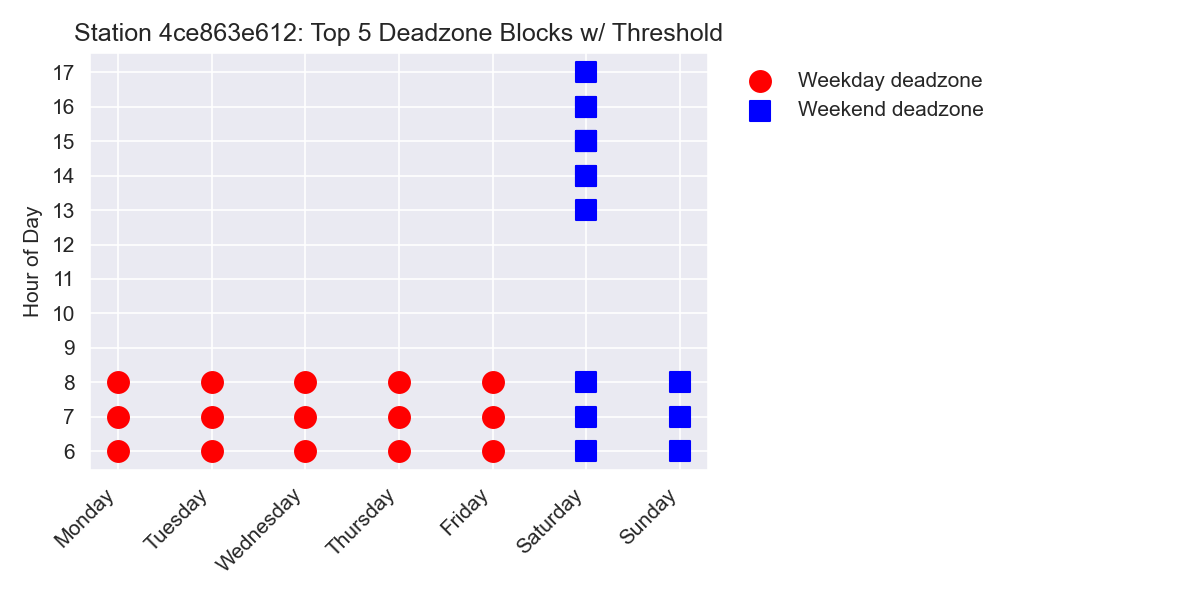 Station 4ce863e612: Top 5 Deadzone Blocks w/ Threshold
Weekday deadzone
Weekend deadzone
Hour of Day
17
16
15
14
13
12
11
10
9
8
7
6
Monday
Tuesday
Wednesday
Thursday
Friday
Saturday
Sunday